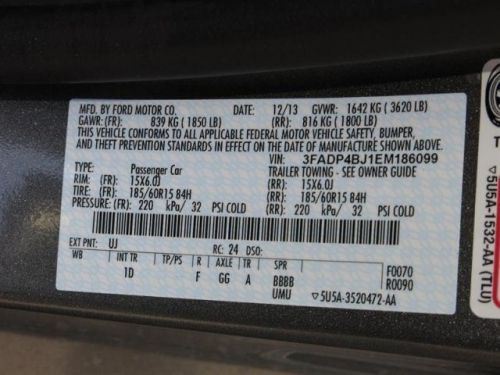 MFD. BY FORD MOTOR CO. DATE: 12/13 GVWR: 1642 KG ( 3620 LB)
GAWR: (FR): 839 KG ( 1850 LB) (RR): 816 KG ( 1800 LB)
THIS VEHICLE CONFORMS TO ALL APPLICABLE FEDERAL MOTOR VEHICLE SAFETY, BUMPER,
AND THEFT PREVENTION STANDARDS IN EFFECT ON THE DATE OF MANUFACTURE SHOWN ABOVE.
VIN: 3FADP4BJ1EM186099
TYPE: Passenger Car TRAILER TOWING - SEE OWNER GUIDE
RIM: (FR): 15X6.0J (RR): 15X6.0J
TIRE: (FR): 185/60R15 84H (RR): 185/60R15 84H
PRESSURE: (FR): 220 kPa/ 32 PSI COLD (RR): 220 kPa/ 32 PSI COLD
EXT PNT: UJ RC: 24 DSO:
WB INT TR TP/PS R AXLE TR SPR F0070
1D F GG A BBBB R0090
UMU 5U5A-3520472-AA
5U5A-1532-AA (TLU)